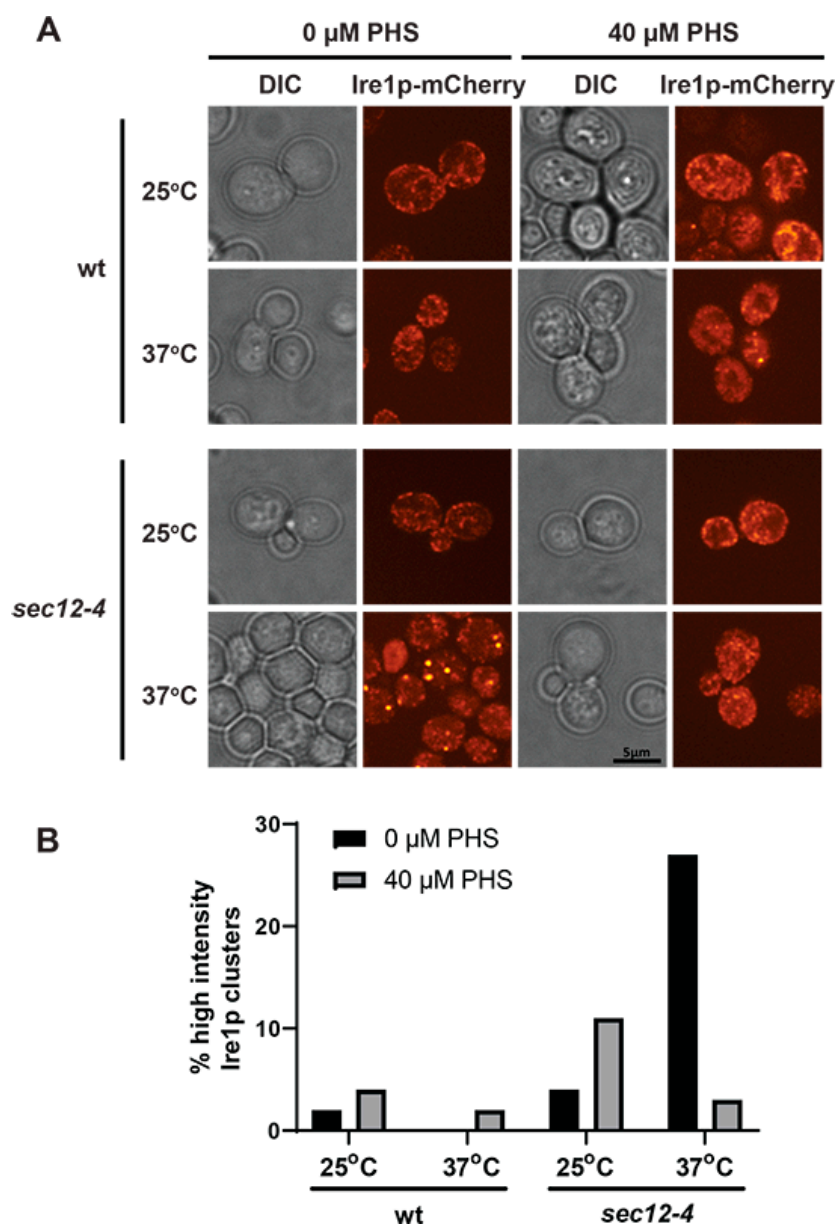 A
0 µM PHS 40 µM PHS
DIC Ire1p-mCherry DIC Ire1p-mCherry
25°C
wt
37°C
25°C
sec12-4
37°C
5µm
B
30
0 µM PHS
40 µM PHS
20
% high intensity
Ire1p clusters
10
0
25°C 37°C 25°C 37°C
wt sec12-4